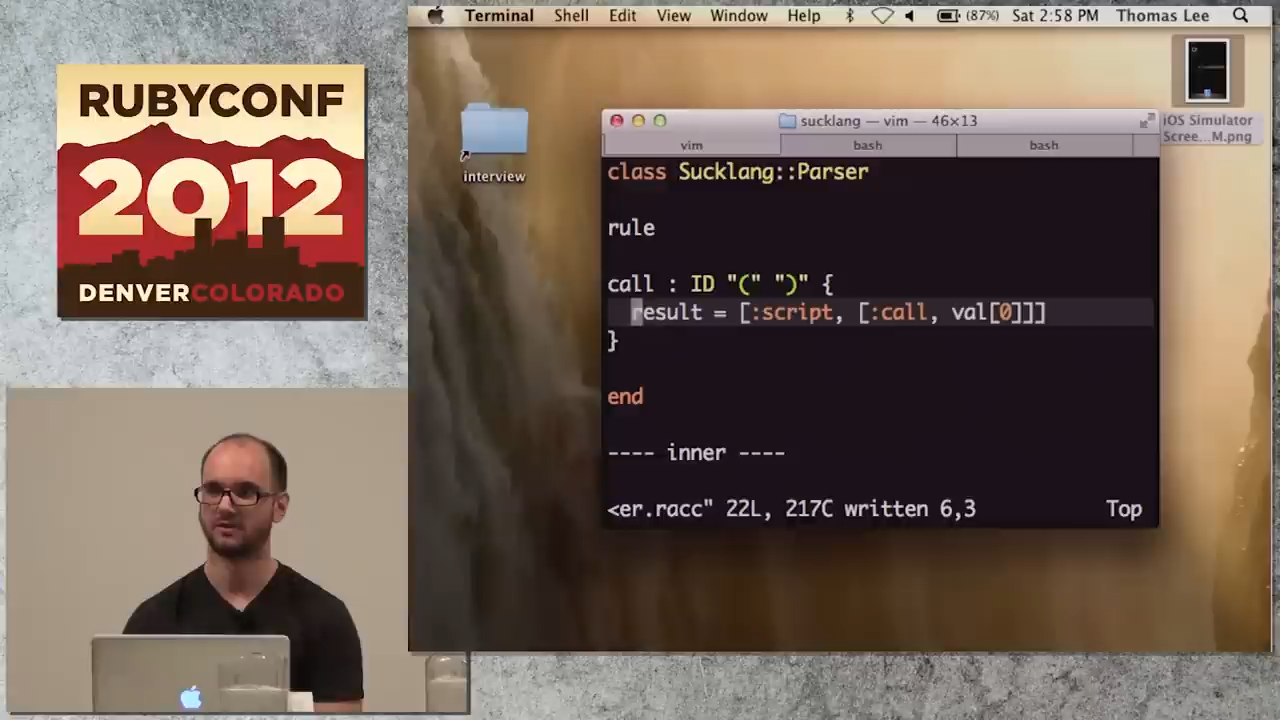 RUBYCONF
2012
DENVERCOLORADO
Terminal Shell Edit View Window Help (87%) Sat 2:58 PM Thomas Lee
interview
iOS Simulator
Scree...M.png
sucklang — vim — 46×13
vim bash bash
class Sucklang::Parser
rule
call : ID "(" ")" {
result = [:script, [:call, val[0]]]
}
end
---- inner ----
<er.racc" 22L, 217C written 6,3 Top